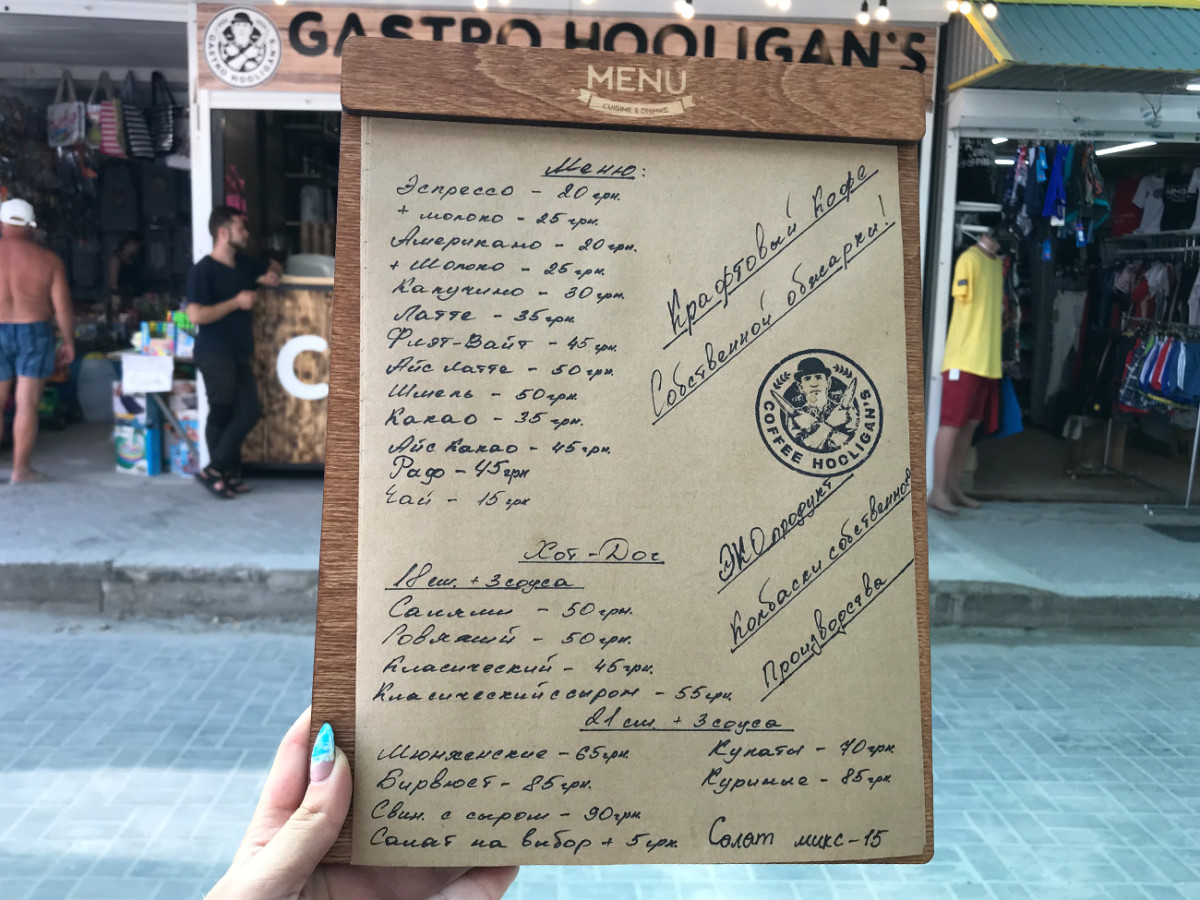 GASTRO HOOLIGAN'S
GASTRO HOOLIGAN'S
MENU
CUISINE & DRINKS
Меню:
Эспрессо - 20 грн.
+ молоко - 25 грн.
Американо - 20 грн.
+ Молоко - 25 грн.
Капучино - 30 грн.
Латте - 35 грн.
Флэт-Вайт - 45 грн.
Айс Латте - 50 грн.
Шмель - 50 грн.
Какао - 35 грн.
Айс Какао - 45 грн.
Раф - 45 грн
Чай - 15 грн
Крафтовый кофе
Собственной обжарки!
COFFEE HOOLIGAN'S
ЭКО продукт
Колбаски собственного
Производства
Хот-Дог
18 см. + 3 соуса
Салями - 50 грн.
Говяжий - 50 грн.
Класический - 45 грн.
Класический с сыром - 55 грн.
21 см. + 3 соуса
Мюнхенские - 65 грн.
Бирвюст - 85 грн.
Свин. с сыром - 90 грн.
Салат на выбор + 5 грн.
Купаты - 70 грн.
Куриные - 85 грн.
Салат микс - 15